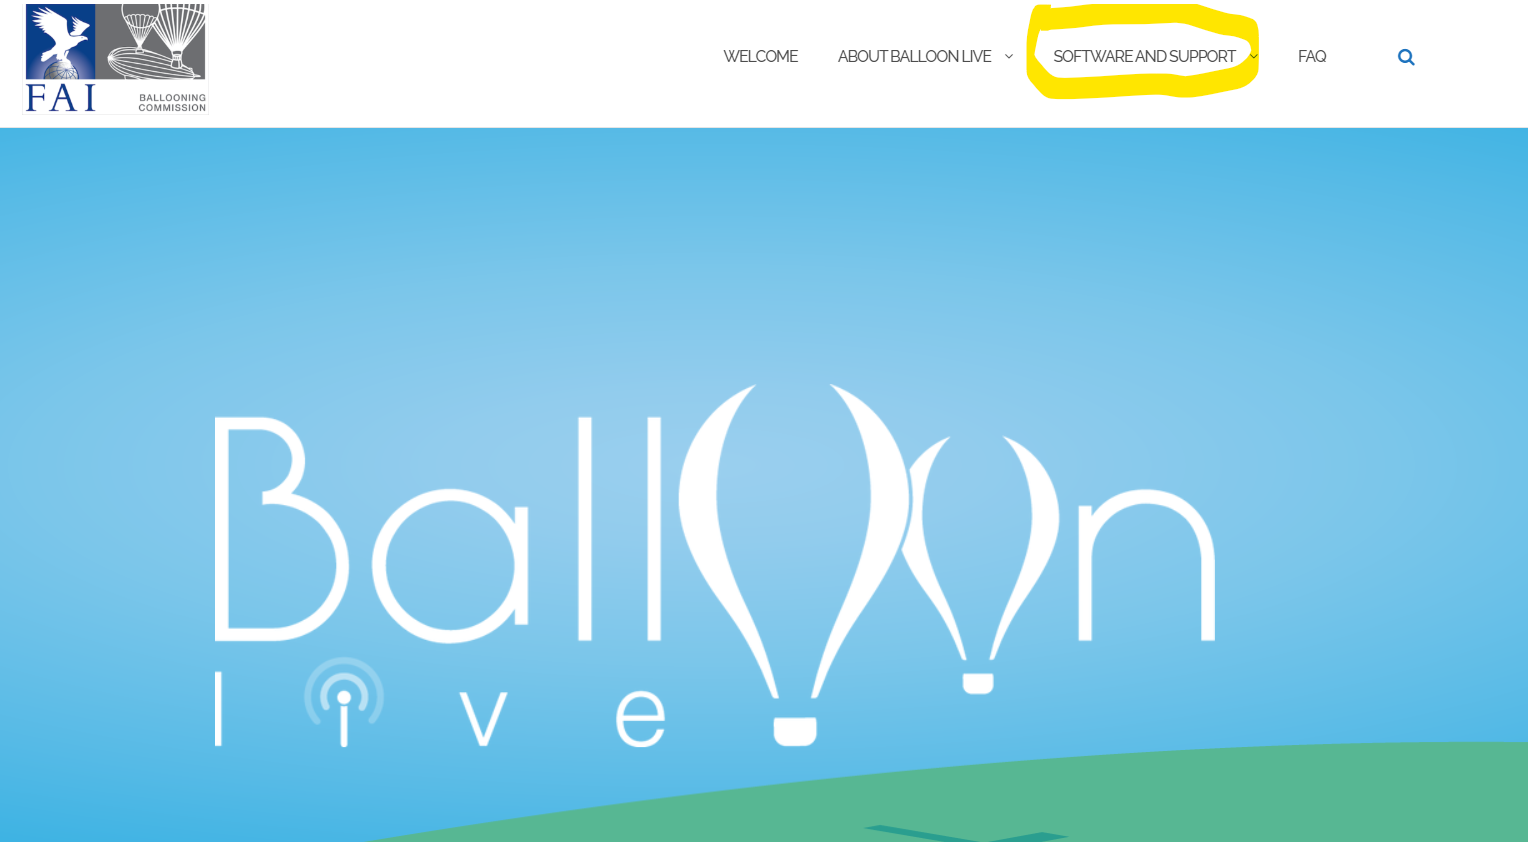 FAI
BALLOONING
COMMISSION
WELCOME
ABOUT BALLOON LIVE
SOFTWARE AND SUPPORT
FAQ
Balloon
live